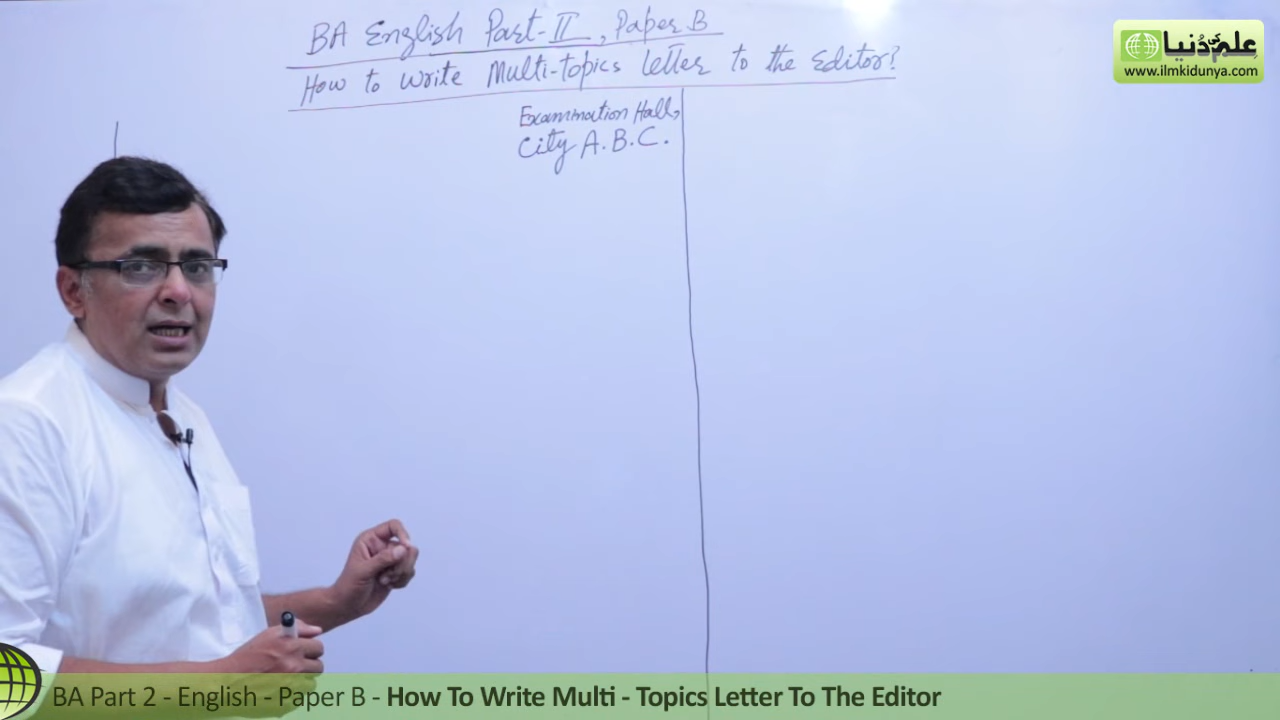 BA English Part-II, Paper B
How to write Multi-topics letter to the Editor?
علم کی دُنیا
www.ilmkidunya.com
Examination Hall,
City A.B.C.
BA Part 2 - English - Paper B - How To Write Multi - Topics Letter To The Editor